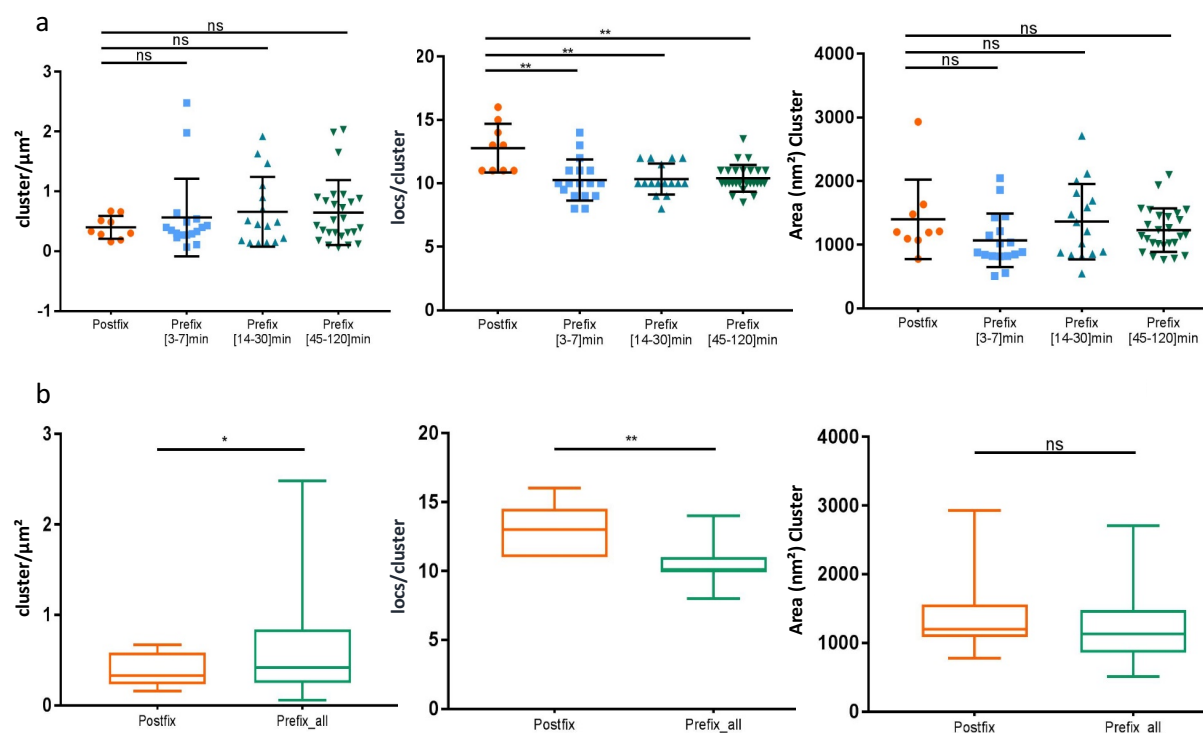 a
ns
ns
ns
cluster/µm²
3
2
1
0
-1
Postfix
Prefix
[3-7]min
Prefix
[14-30]min
Prefix
[45-120]min
**
**
**
locs/cluster
20
15
10
5
0
Postfix
Prefix
[3-7]min
Prefix
[14-30]min
Prefix
[45-120]min
ns
ns
ns
Area (nm²) Cluster
4000
3000
2000
1000
0
Postfix
Prefix
[3-7]min
Prefix
[14-30]min
Prefix
[45-120]min
b
*
cluster/µm²
3
2
1
0
Postfix
Prefix_all
**
locs/cluster
20
15
10
5
0
Postfix
Prefix_all
ns
Area (nm²) Cluster
4000
3000
2000
1000
0
Postfix
Prefix all